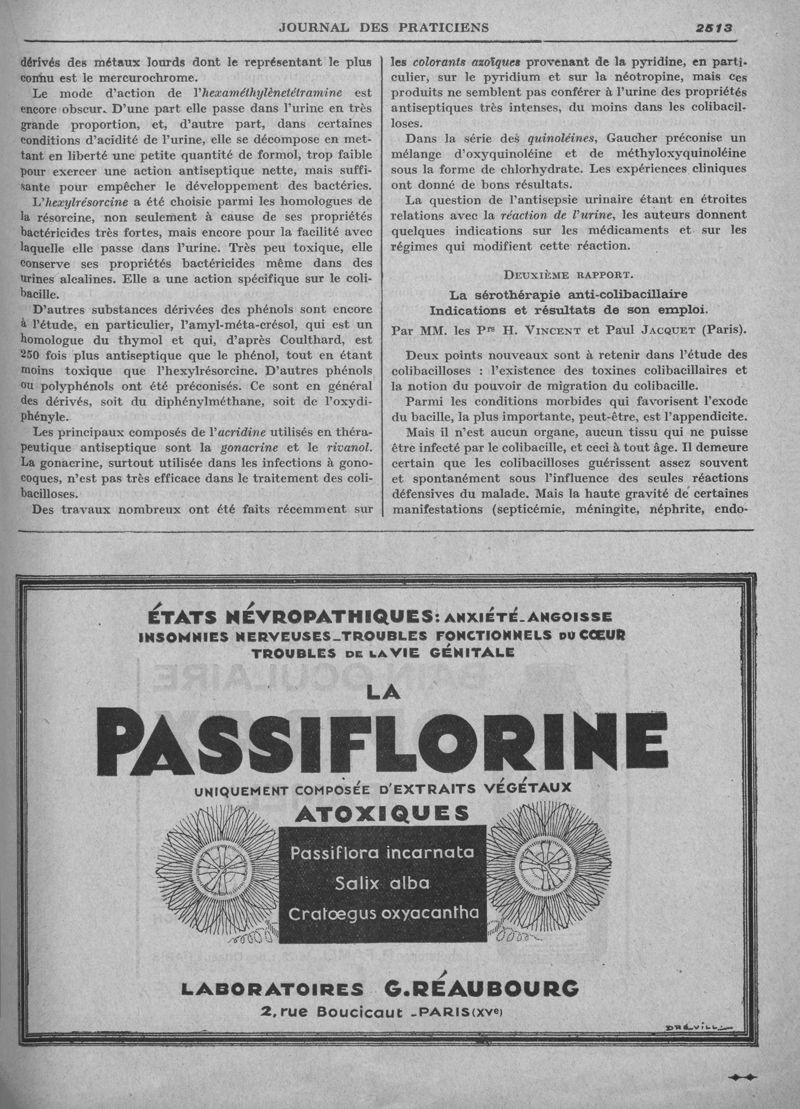 JOURNAL DES PRATICIENS
2513
dérivés des métaux lourds dont le représentant le plus
connu est le mercurochrome.
Le mode d'action de l'hexaméthylènetétramine est
encore obscur. D'une part elle passe dans l'urine en très
grande proportion, et, d'autre part, dans certaines
conditions d'acidité de l'urine, elle se décompose en met-
tant en liberté une petite quantité de formol, trop faible
pour exercer une action antiseptique nette, mais suffi-
sante pour empêcher le développement des bactéries.
L'hexylrésorcine a été choisie parmi les homologues de
la résorcine, non seulement à cause de ses propriétés
bactéricides très fortes, mais encore pour la facilité avec
laquelle elle passe dans l'urine. Très peu toxique, elle
conserve ses propriétés bactéricides même dans des
urines alcalines. Elle a une action spécifique sur le coli-
bacille.
D'autres substances dérivées des phénols sont encore
à l'étude, en particulier, l'amyl-méta-crésol, qui est un
homologue du thymol et qui, d'après Coulthard, est
250 fois plus antiseptique que le phénol, tout en étant
moins toxique que l'hexylrésorcine. D'autres phénols
ou polyphénols ont été préconisés. Ce sont en général
des dérivés, soit du diphénylméthane, soit de l'oxydi-
phényle.
Les principaux composés de l'acridine utilisés en théra-
peutique antiseptique sont la gonacrine et le rivanol.
La gonacrine, surtout utilisée dans les infections à gono-
coques, n'est pas très efficace dans le traitement des coli-
bacilloses.
Des travaux nombreux ont été faits récemment sur
les colorants azoïques provenant de la pyridine, en parti-
culier, sur le pyridium et sur la néotropine, mais ces
produits ne semblent pas conférer à l'urine des propriétés
antiseptiques très intenses, du moins dans les colibacil-
loses.
Dans la série des quinoléines, Gaucher préconise un
mélange d'oxyquinoléine et de méthyloxyquinoléine
sous la forme de chlorhydrate. Les expériences cliniques
ont donné de bons résultats.
La question de l'antisepsie urinaire étant en étroites
relations avec la réaction de l'urine, les auteurs donnent
quelques indications sur les médicaments et sur les
régimes qui modifient cette réaction.
DEUXIÈME RAPPORT.
La sérothérapie anti-colibacillaire
Indications et résultats de son emploi.
Par MM. les Prs H. VINCENT et Paul JACQUET (Paris).
Deux points nouveaux sont à retenir dans l'étude des
colibacilloses : l'existence des toxines colibacillaires et
la notion du pouvoir de migration du colibacille.
Parmi les conditions morbides qui favorisent l'exode
du bacille, la plus importante, peut-être, est l'appendicite.
Mais il n'est aucun organe, aucun tissu qui ne puisse
être infecté par le colibacille, et ceci à tout âge. Il demeure
certain que les colibacilloses guérissent assez souvent
et spontanément sous l'influence des seules réactions
défensives du malade. Mais la haute gravité de certaines
manifestations (septicémie, méningite, néphrite, endo-
ÉTATS NÉVROPATHIQUES: ANXIÉTÉ_ANGOISSE
INSOMNIES NERVEUSES_TROUBLES FONCTIONNELS DU CŒUR
TROUBLES DE LA VIE GÉNITALE
LA
PASSIFLORINE
UNIQUEMENT COMPOSÉE D'EXTRAITS VÉGÉTAUX
ATOXIQUES
Passiflora incarnata
Salix alba
Cratœgus oxyacantha
LABORATOIRES G.RÉAUBOURG
2, rue Boucicaut _PARIS (XVe)